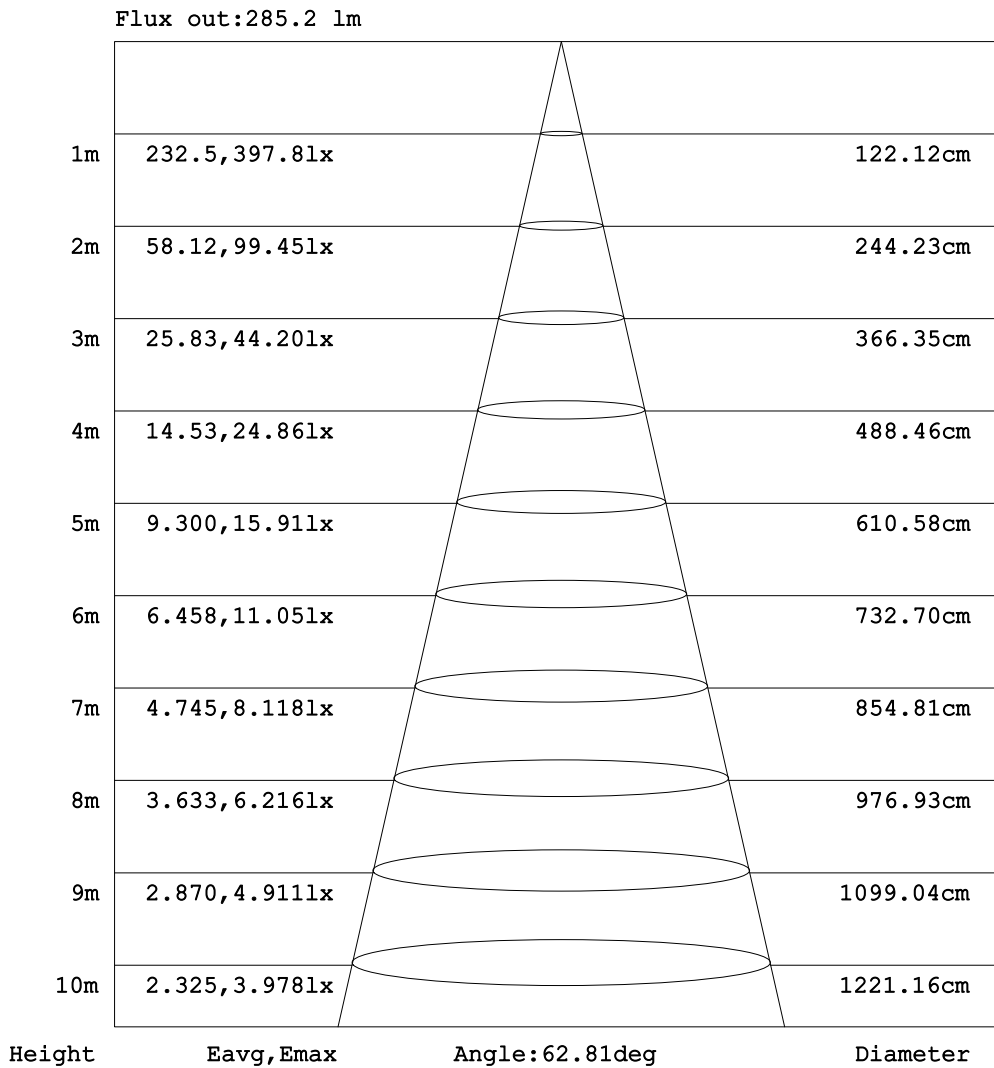 Flux out:285.2 lm
1m 232.5,397.8lx 122.12cm
2m 58.12,99.45lx 244.23cm
3m 25.83,44.20lx 366.35cm
4m 14.53,24.86lx 488.46cm
5m 9.300,15.91lx 610.58cm
6m 6.458,11.05lx 732.70cm
7m 4.745,8.118lx 854.81cm
8m 3.633,6.216lx 976.93cm
9m 2.870,4.911lx 1099.04cm
10m 2.325,3.978lx 1221.16cm
Height Eavg,Emax Angle:62.81deg Diameter